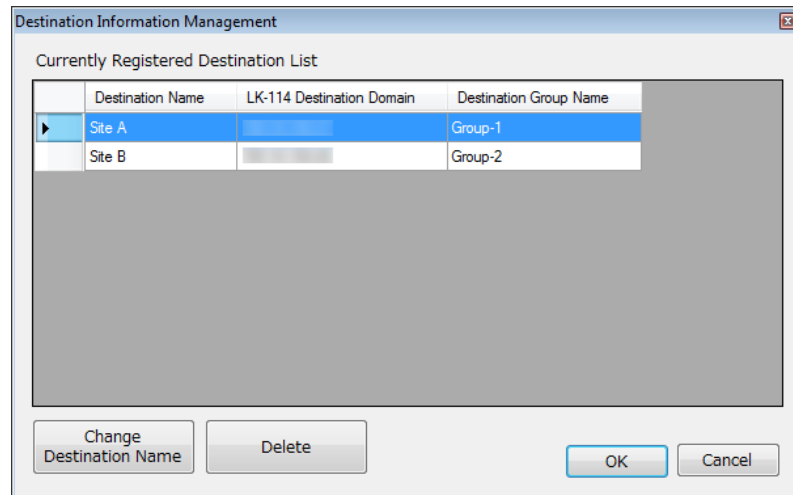 Destination Information Management
Currently Registered Destination List
Destination Name LK-114 Destination Domain Destination Group Name
Site A Group-1
Site B Group-2
Change
Destination Name
Delete
OK
Cancel